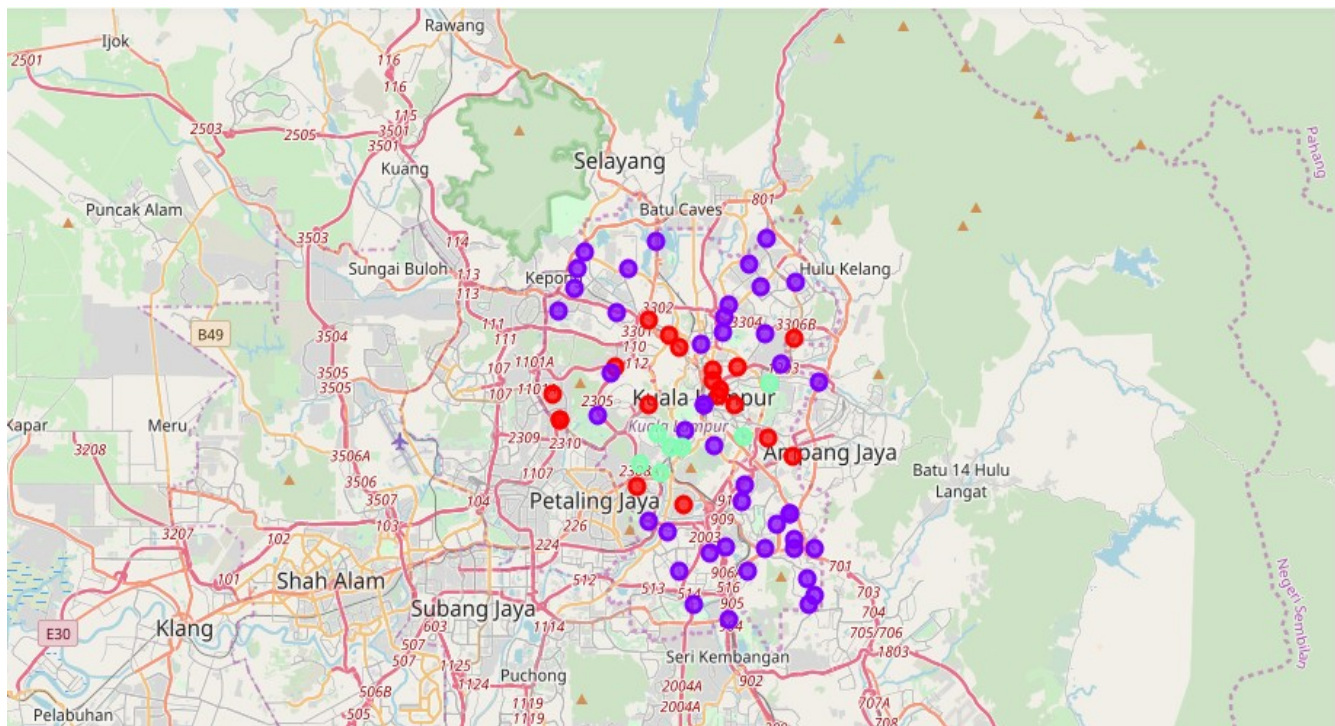 Rawang
Ijok
2501
116
116
115
2503
2505
3501
3501
Kuang
Selayang
Puncak Alam
Batu Caves
801
Pahang
3503
114
Sungai Buloh
113
113
Hulu Kelang
3302
B49
3504
111
111
3301
110
3304
3306B
3505
3505
1101A
107
107
112
2305
Kuala
Kuala Lumpur
Kapar
Meru
3208
2309
2310
3506A
3506
3507
1107
Ampang Jaya
Batu 14 Hulu
Langat
Petaling Jaya
104
103
226
909
3207
102
224
2003
101
Shah Alam
512
513
514
516
701
703
Subang Jaya
905
704
Klang
E30
603
507
507
1114
705/706
1803
Negeri Sembilan
Seri Kembangan
1125
1124
Puchong
506B
505
2004A
2004A
902
1119
1119
707A
708
Pelabuhan